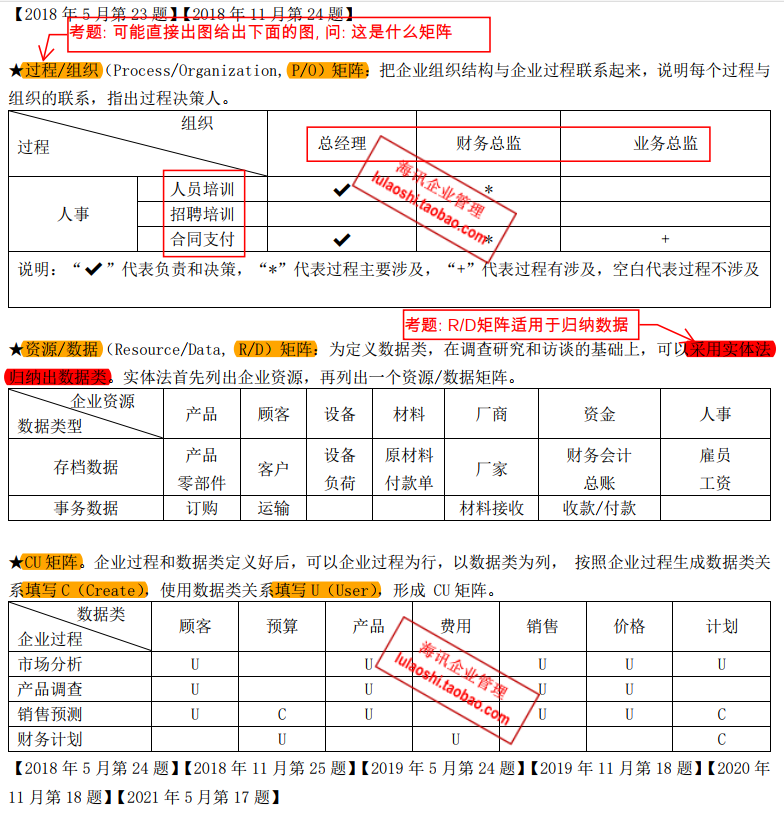 【2018 年 5 月第 23 题】【2018 年 11 月第 24 题】
考题: 可能直接出图给出下面的图, 问: 这是什么矩阵
★过程/组织（Process/Organization, P/O）矩阵：把企业组织结构与企业过程联系起来，说明每个过程与
组织的联系，指出过程决策人。
组织
过程
总经理 财务总监 业务总监
人事
人员培训 ✔ *
招聘培训
合同支付 ✔ * +
说明：“✔”代表负责和决策，“*”代表过程主要涉及，“+”代表过程有涉及，空白代表过程不涉及
海讯企业管理
lulaoshi.taobao.com
考题: R/D矩阵适用于归纳数据
★资源/数据（Resource/Data, R/D）矩阵：为定义数据类，在调查研究和访谈的基础上，可以采用实体法
归纳出数据类。实体法首先列出企业资源，再列出一个资源/数据矩阵。
企业资源
数据类型
产品 顾客 设备 材料 厂商 资金 人事
存档数据 产品 客户 设备 原材料 厂家 财务会计 雇员
零部件 负荷 付款单 总账 工资
事务数据 订购 运输 材料接收 收款/付款
★CU 矩阵。企业过程和数据类定义好后，可以企业过程为行，以数据类为列， 按照企业过程生成数据类关
系填写 C（Create），使用数据类关系填写 U（User），形成 CU 矩阵。
数据类
企业过程
顾客 预算 产品 费用 销售 价格 计划
市场分析 U U U U U
产品调查 U U U U
销售预测 U C U U U C
财务计划 U U C
海讯企业管理
lulaoshi.taobao.com
【2018 年 5 月第 24 题】【2018 年 11 月第 25 题】【2019 年 5 月第 24 题】【2019 年 11 月第 18 题】【2020 年
11 月第 18 题】【2021 年 5 月第 17 题】